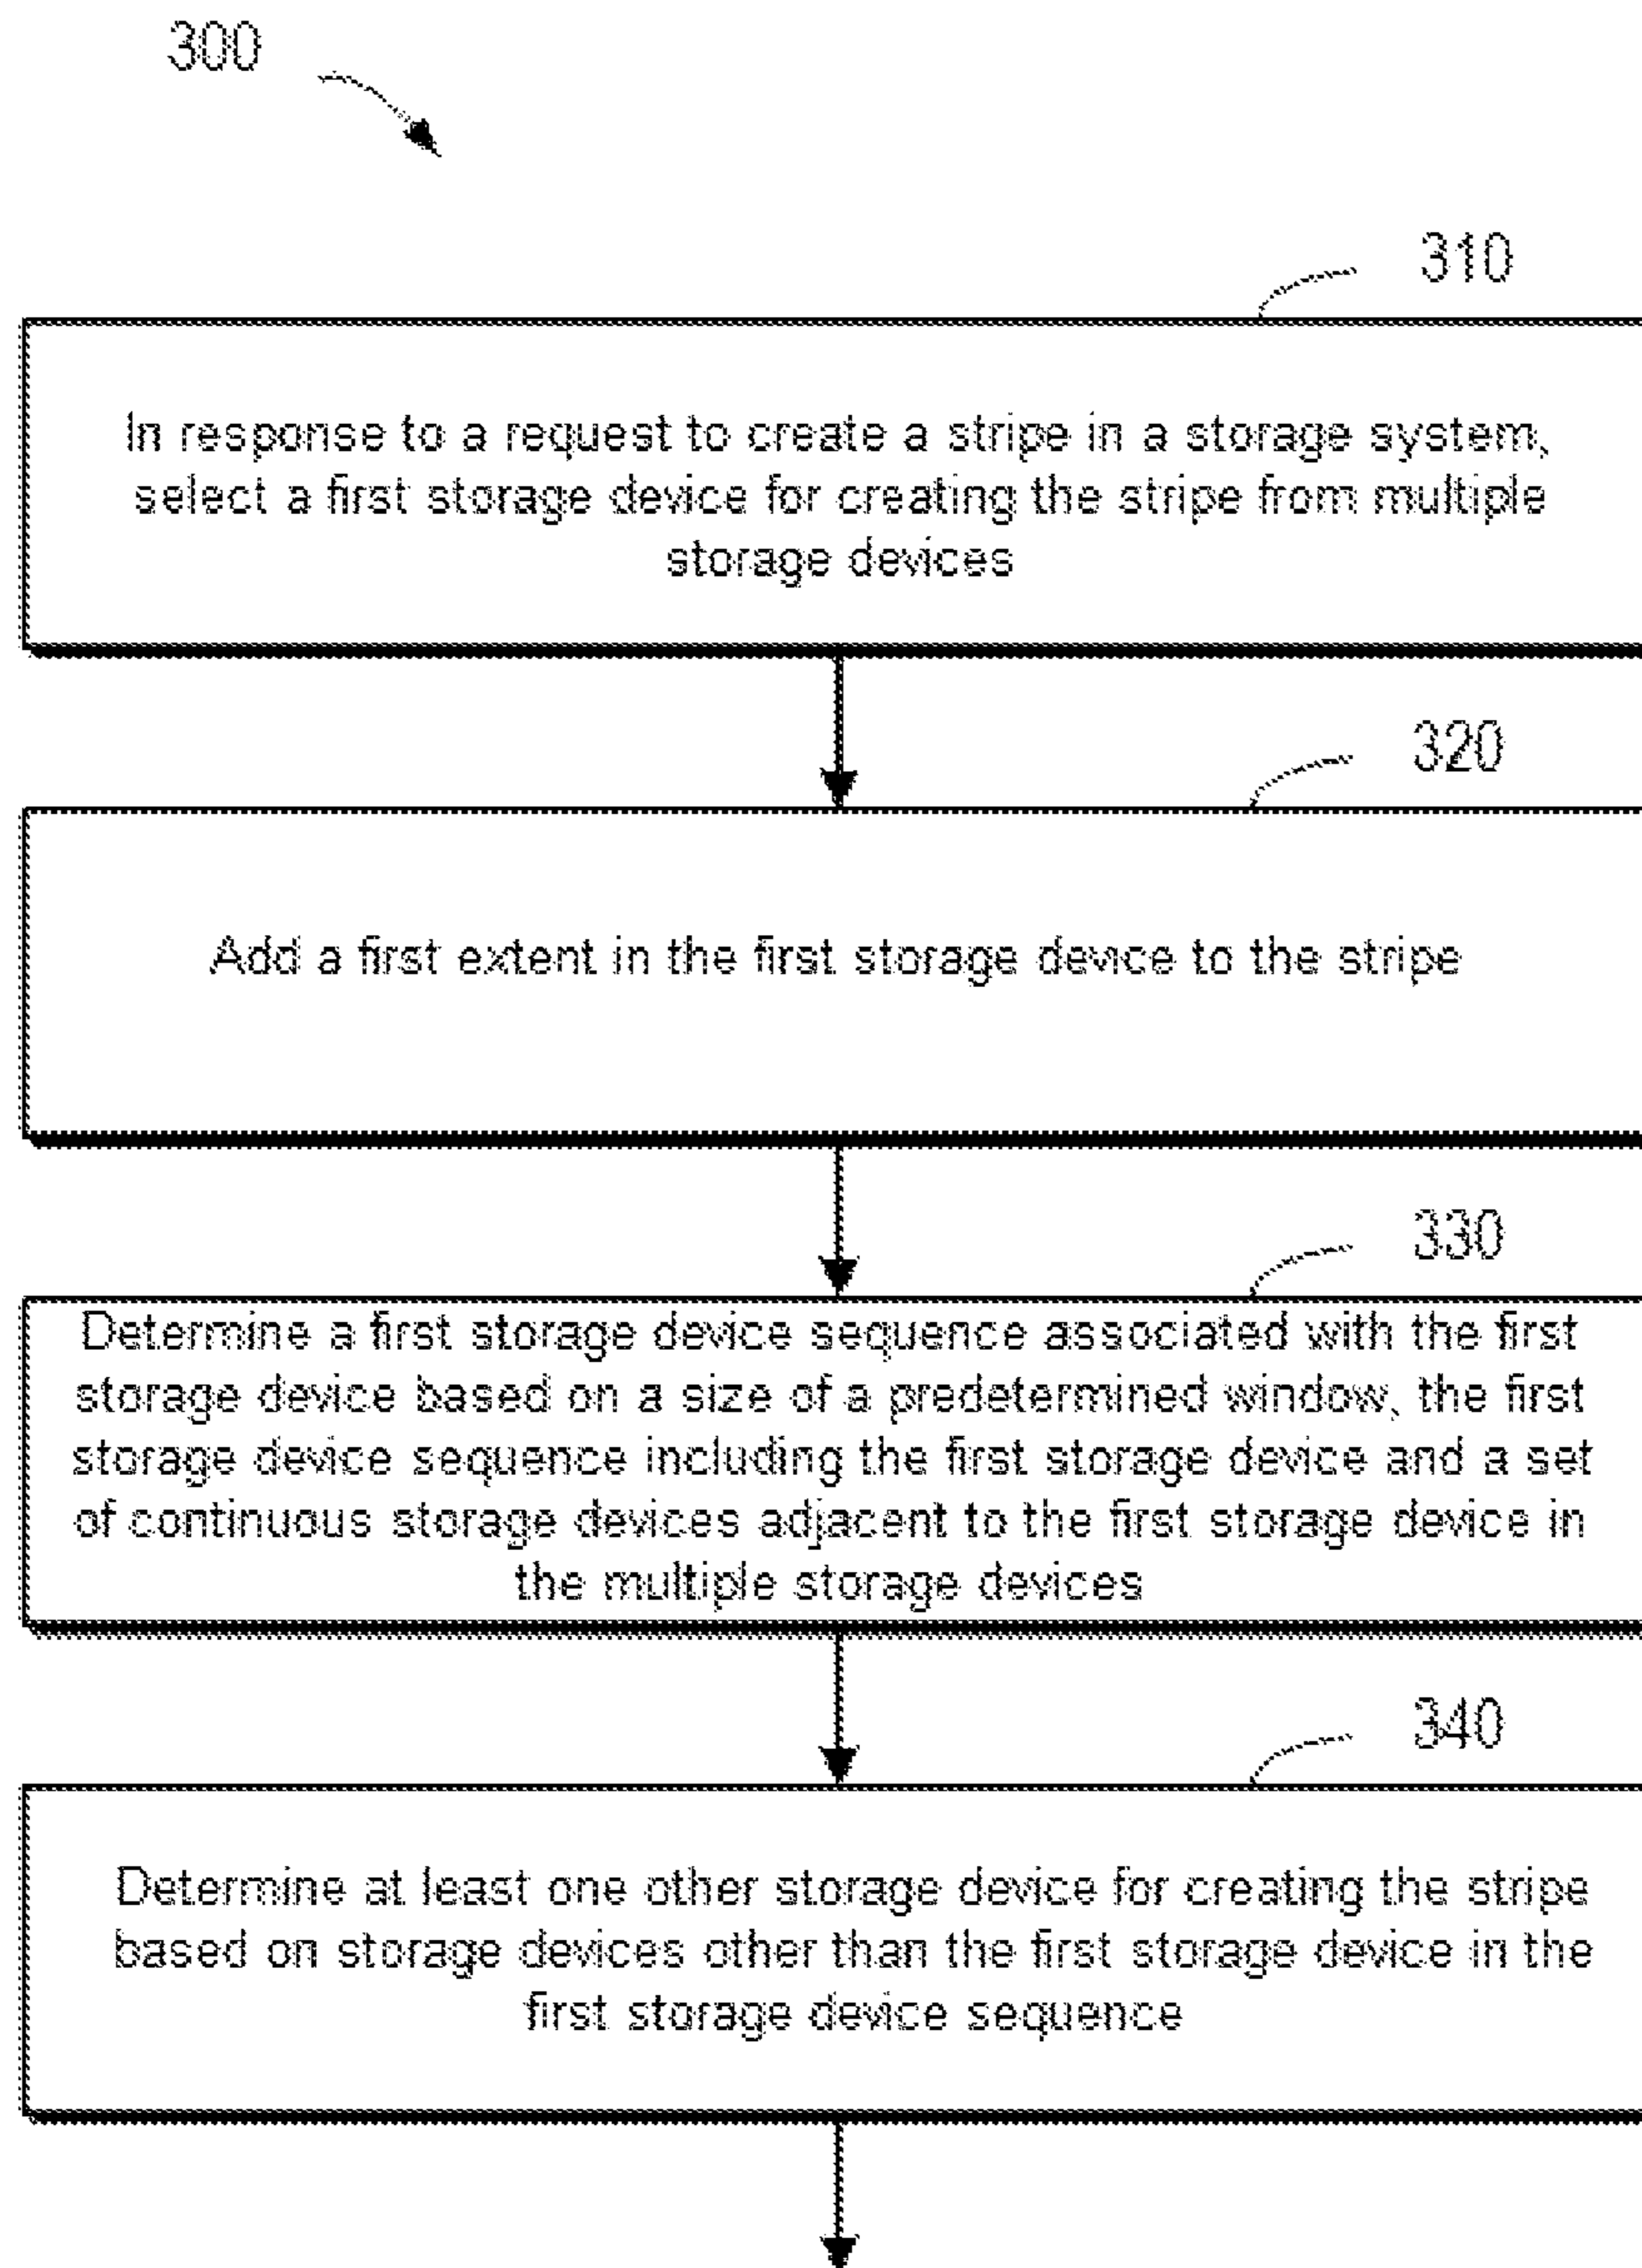 300
310
In response to a request to create a stripe in a storage system,
select a first storage device for creating the stripe from multiple
storage devices
320
Add a first extent in the first storage device to the stripe
330
Determine a first storage device sequence associated with the first
storage device based on a size of a predetermined window, the first
storage device sequence including the first storage device and a set
of continuous storage devices adjacent to the first storage device in
the multiple storage devices
340
Determine at least one other storage device for creating the stripe
based on storage devices other than the first storage device in the
first storage device sequence